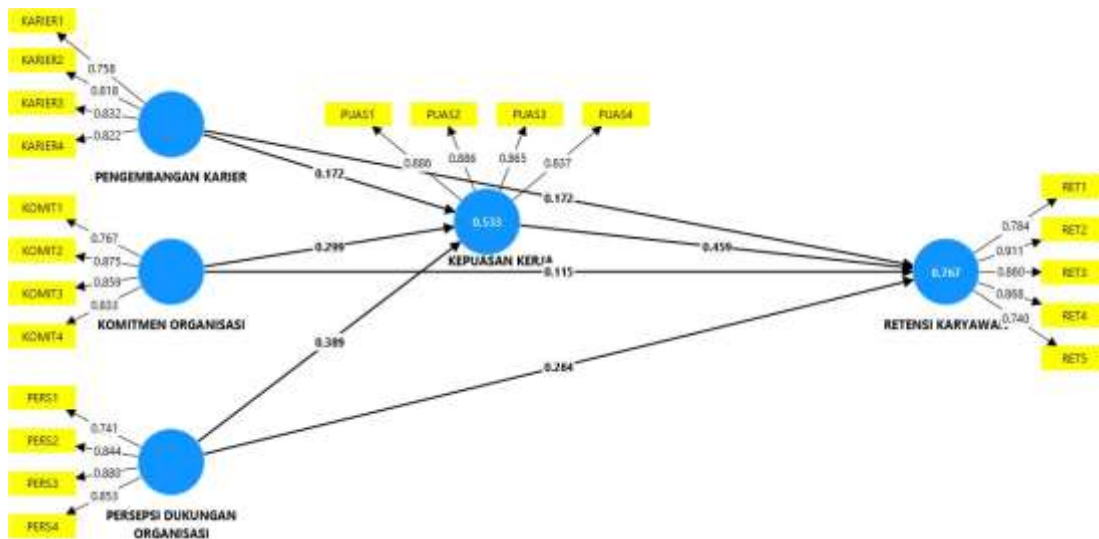 KARIER1
0.758
KARIER2
0.818
KARIER3
0.832
KARIER4
0.822
PENGEMBANGAN KARIER
KOMIT1
0.767
KOMIT2
0.875
KOMIT3
0.859
KOMIT4
0.833
KOMITMEN ORGANISASI
PERS1
0.741
PERS2
0.844
PERS3
0.880
PERS4
0.853
PERSEPSI DUKUNGAN
ORGANISASI
PUAS1
PUAS2
PUAS3
PUAS4
0.886
0.886
0.865
0.837
0.172
0.172
0.299
0.533
KEPUASAN KERJA
0.459
0.115
0.389
0.284
0.767
RETENSI KARYAWAN
RET1
0.784
RET2
0.911
RET3
0.860
0.868
RET4
0.740
RET5